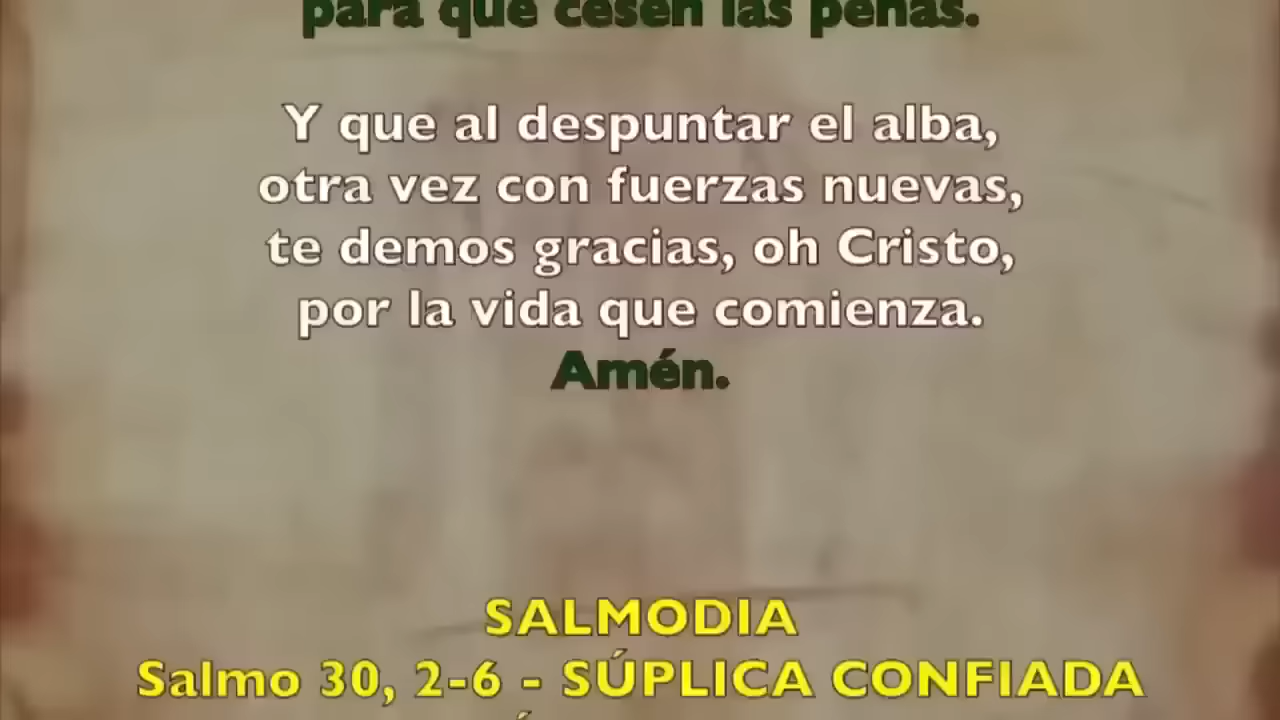 para que cesen las penas.
Y que al despuntar el alba,
otra vez con fuerzas nuevas,
te demos gracias, oh Cristo,
por la vida que comienza.
Amén.
SALMODIA
Salmo 30, 2-6 - SÚPLICA CONFIADA